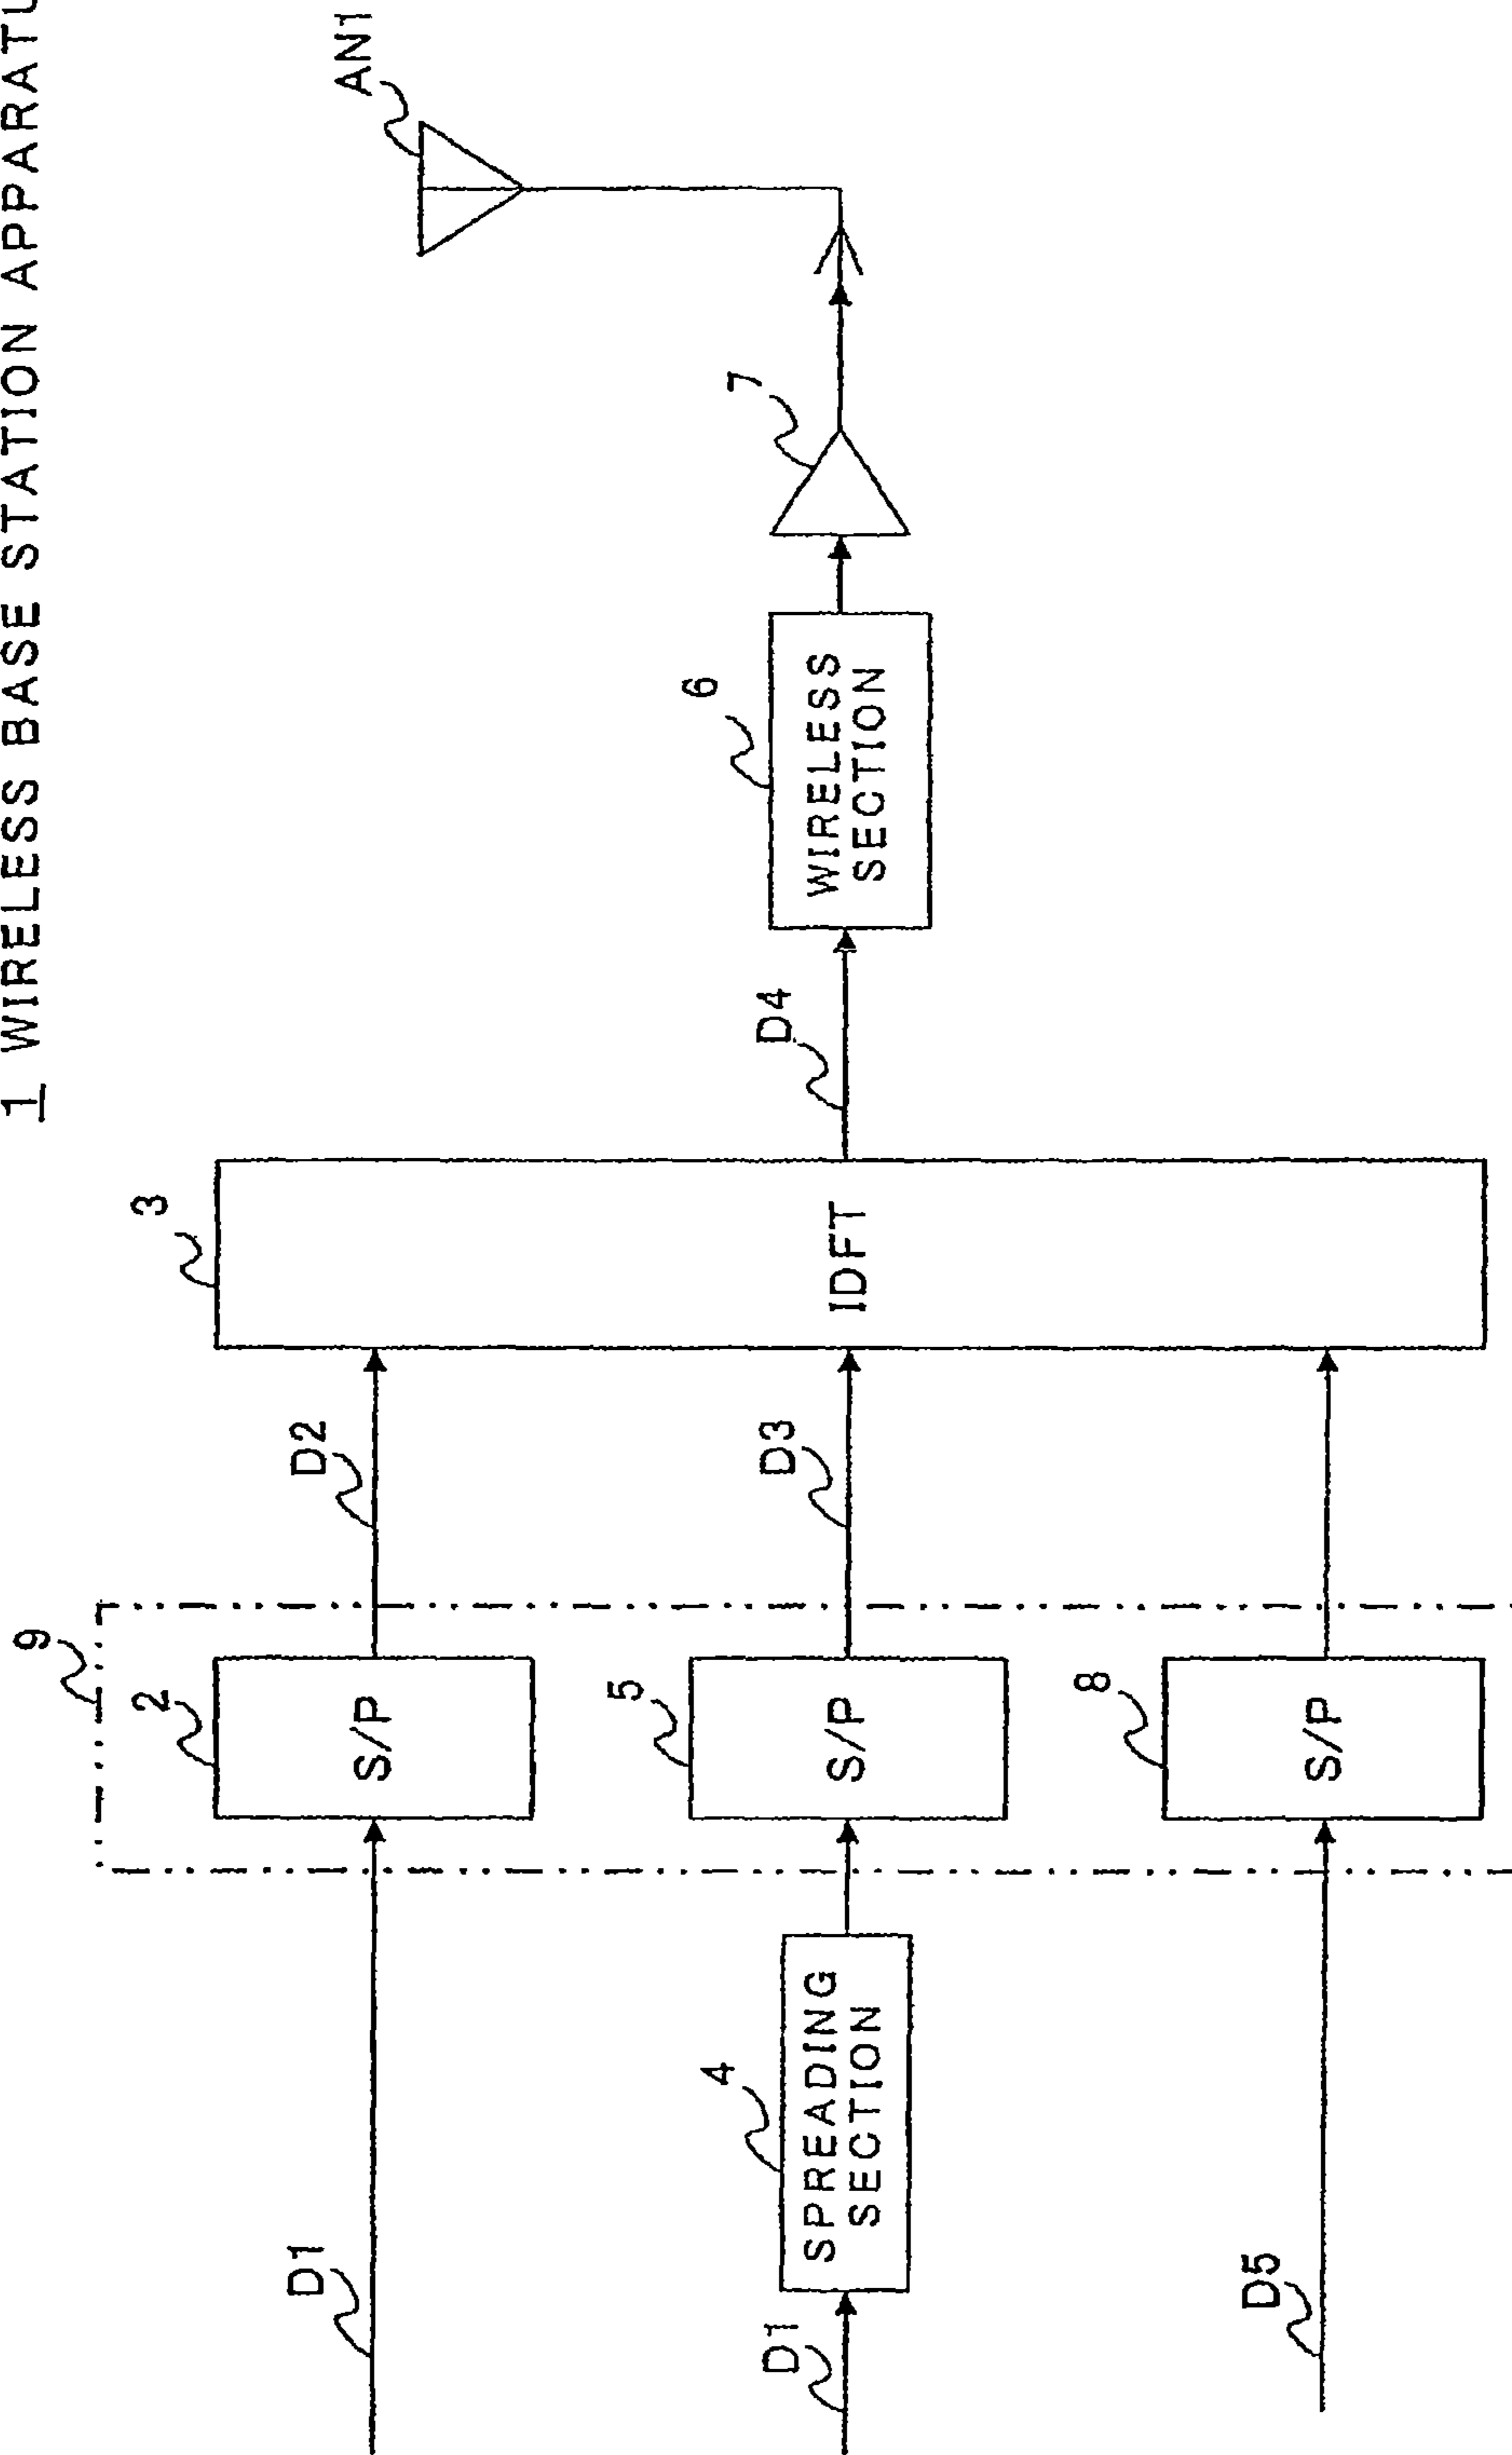 1 WIRELESS BASE STATION APPARATU
AN1
7
6
WIRELESS
SECTION
D4
3
IDFT
D2
D3
9
2
S/P
5
S/P
8
S/P
4
SPREADING
SECTION
D1
D1
D5